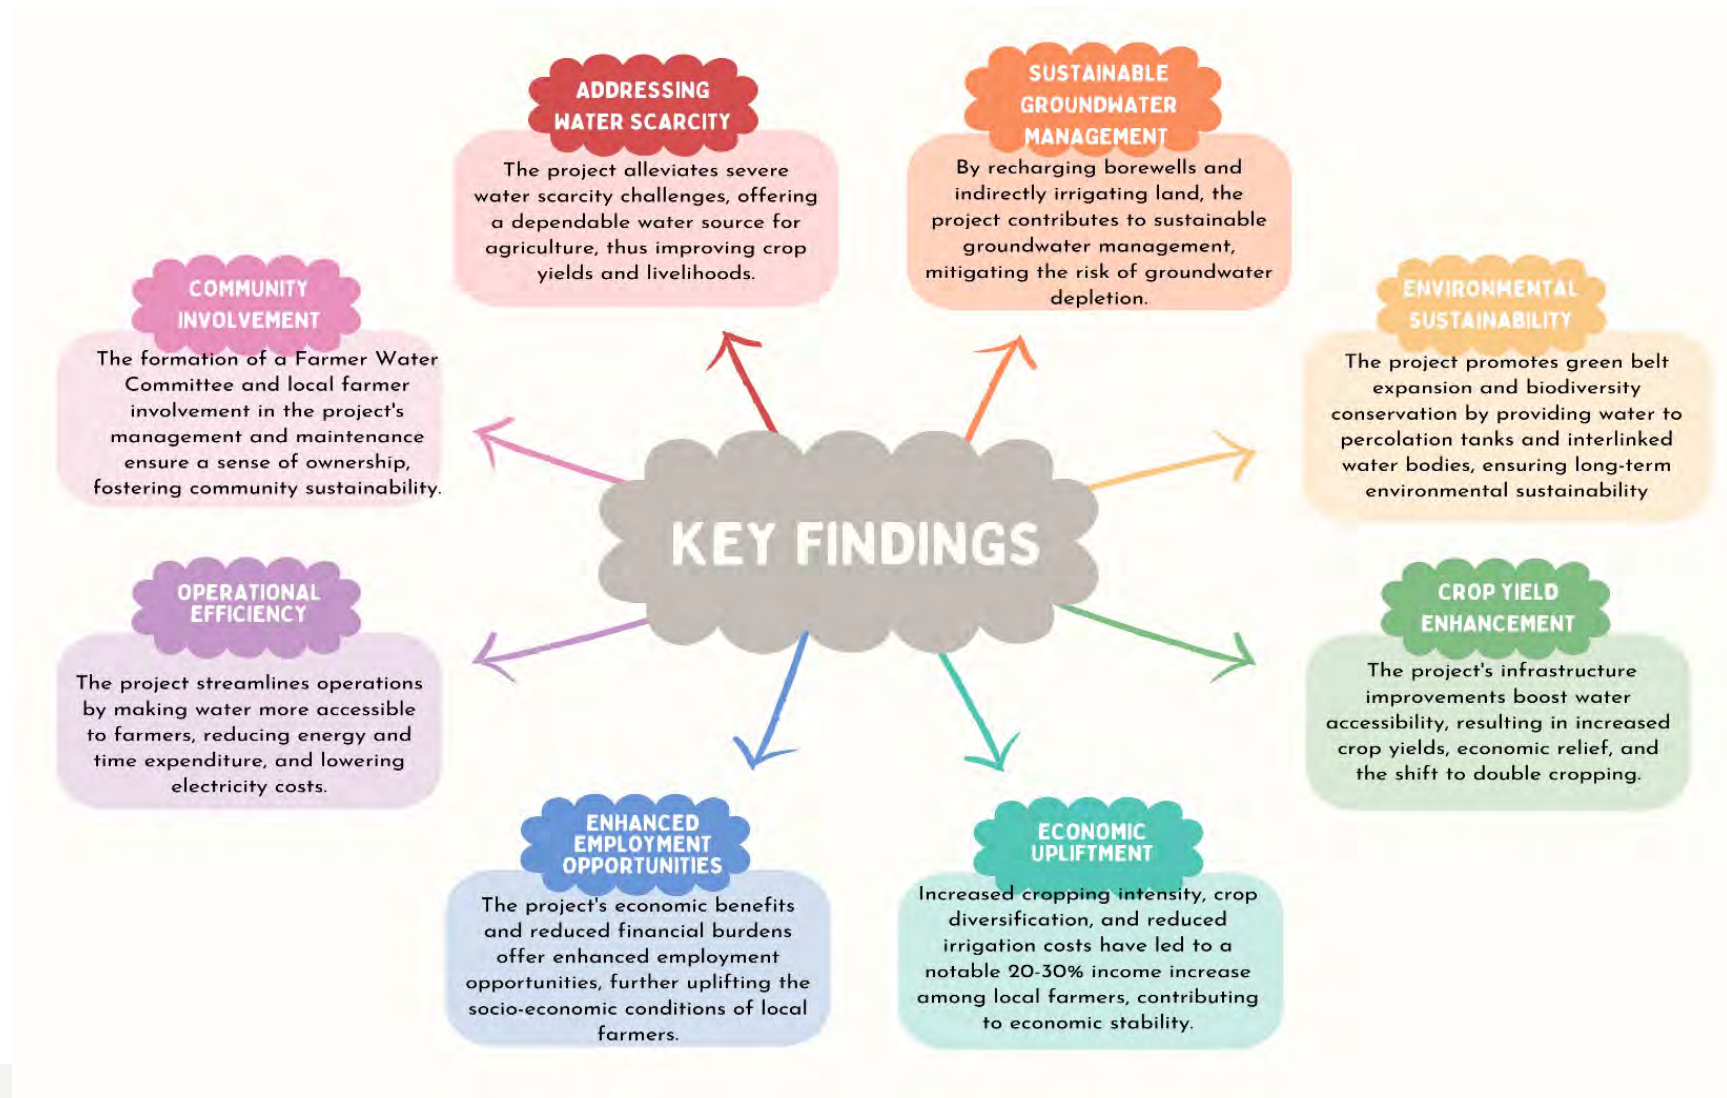 ADDRESSING
WATER SCARCITY
The project alleviates severe
water scarcity challenges, offering
a dependable water source for
agriculture, thus improving crop
yields and livelihoods.
SUSTAINABLE
GROUNDWATER
MANAGEMENT
By recharging borewells and
indirectly irrigating land, the
project contributes to sustainable
groundwater management,
mitigating the risk of groundwater
depletion.
COMMUNITY
INVOLVEMENT
The formation of a Farmer Water
Committee and local farmer
involvement in the project's
management and maintenance
ensure a sense of ownership,
fostering community sustainability.
ENVIRONMENTAL
SUSTAINABILITY
The project promotes green belt
expansion and biodiversity
conservation by providing water to
percolation tanks and interlinked
water bodies, ensuring long-term
environmental sustainability
KEY FINDINGS
OPERATIONAL
EFFICIENCY
The project streamlines operations
by making water more accessible
to farmers, reducing energy and
time expenditure, and lowering
electricity costs.
CROP YIELD
ENHANCEMENT
The project's infrastructure
improvements boost water
accessibility, resulting in increased
crop yields, economic relief, and
the shift to double cropping.
ENHANCED
EMPLOYMENT
OPPORTUNITIES
The project's economic benefits
and reduced financial burdens
offer enhanced employment
opportunities, further uplifting the
socio-economic conditions of local
farmers.
ECONOMIC
UPLIFTMENT
Increased cropping intensity, crop
diversification, and reduced
irrigation costs have led to a
notable 20-30% income increase
among local farmers, contributing
to economic stability.